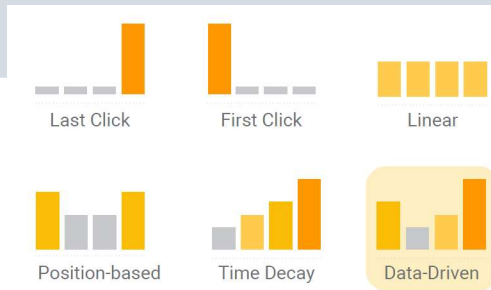 Last Click
First Click
Linear
Position-based
Time Decay
Data-Driven